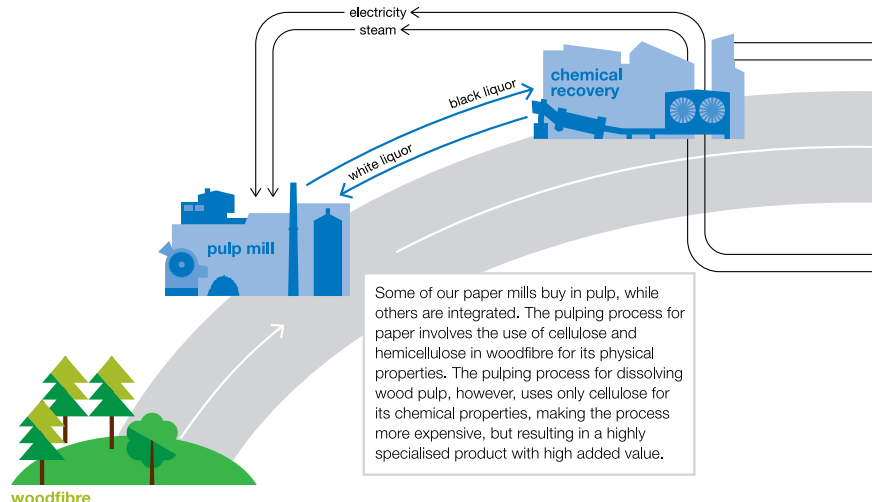 electricity
steam
chemical
recovery
black liquor
white liquor
pulp mill
Some of our paper mills buy in pulp, while
others are integrated. The pulping process for
paper involves the use of cellulose and
hemicellulose in woodfibre for its physical
properties. The pulping process for dissolving
wood pulp, however, uses only cellulose for
its chemical properties, making the process
more expensive, but resulting in a highly
specialised product with high added value.
woodfibre